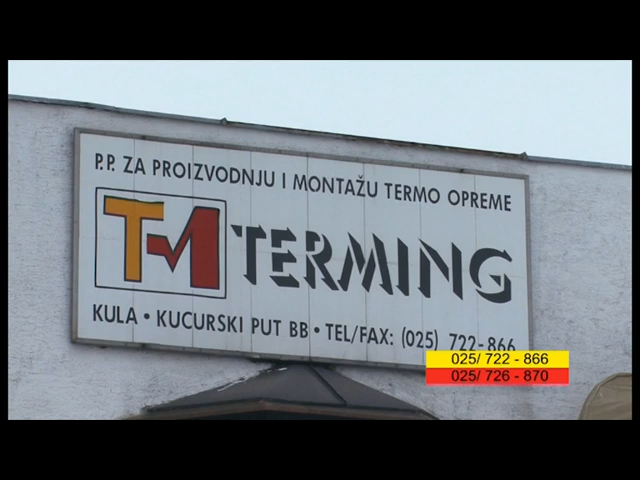 P.P. ZA PROIZVODNJU I MONTAŽU TERMO OPREME
TM TERMING
KULA • KUCURSKI PUT BB • TEL/FAX: (025) 722-866
025/ 722 - 866
025/ 726 - 870